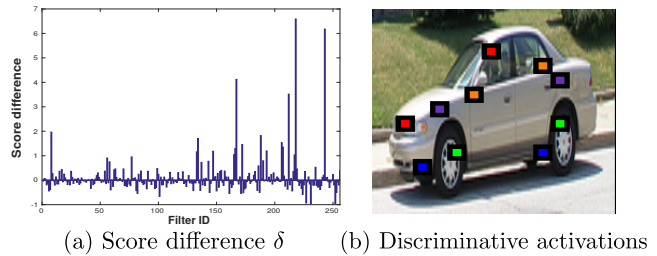 7
6
5
4
3
2
1
0
-1
Score difference
0 50 100 150 200 250
Filter ID
(a) Score difference δ
(b) Discriminative activations